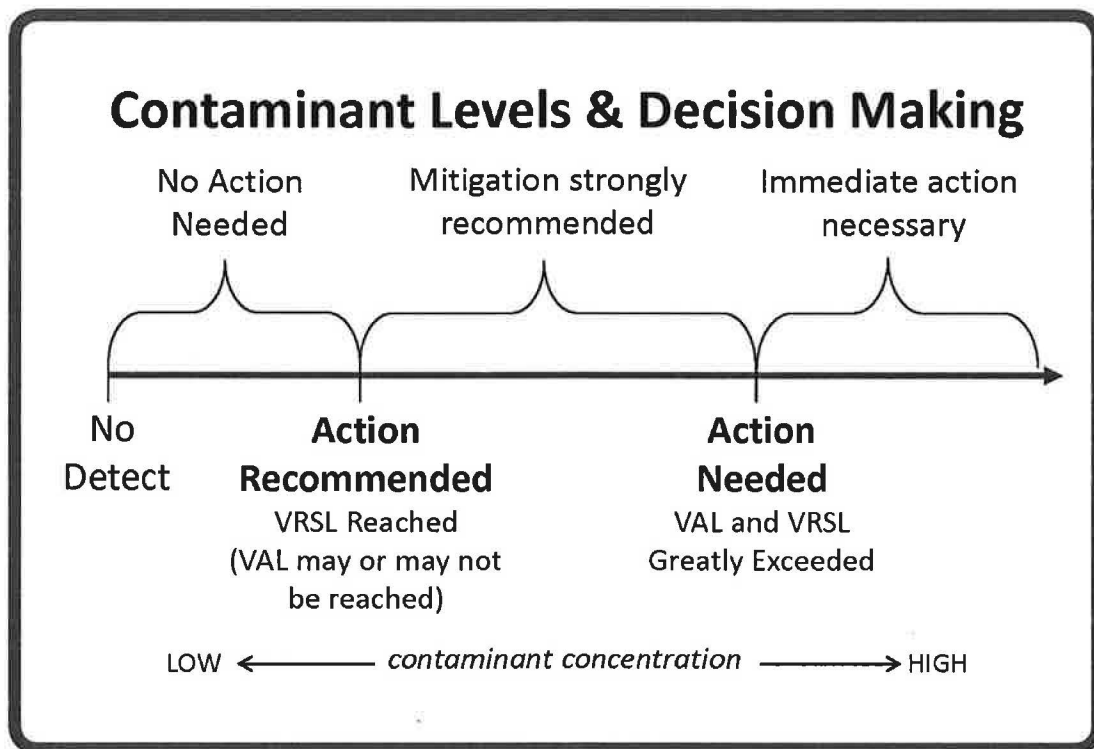 Contaminant Levels & Decision Making
No Action
Needed
Mitigation strongly
recommended
Immediate action
necessary
No
Detect
Action
Recommended
VRSL Reached
(VAL may or may not
be reached)
Action
Needed
VAL and VRSL
Greatly Exceeded
LOW contaminant concentration HIGH